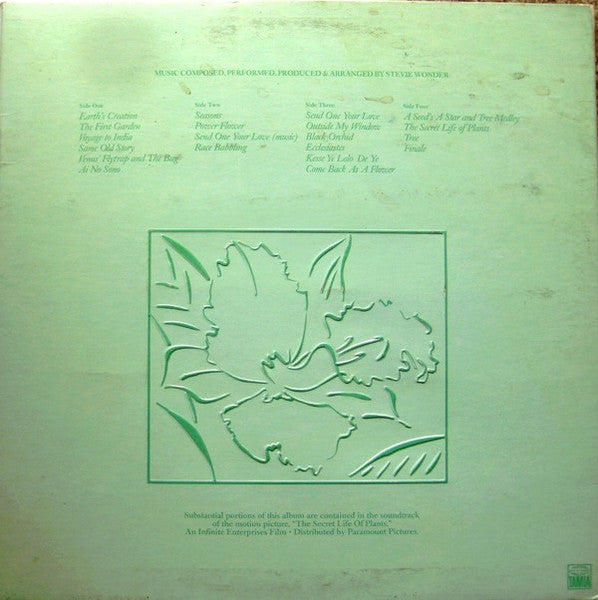 MUSIC COMPOSED, PERFORMED, PRODUCED & ARRANGED BY STEVIE WONDER
Side One
Earth's Creation
The First Garden
Voyage to India
Same Old Story
Venus' Flytrap and The Bug
Ai No Sono
Side Two
Seasons
Power Flower
Send One Your Love (music)
Race Babbling
Side Three
Send One Your Love
Outside My Window
Black Orchid
Ecclesiastes
Kesse Ye Lolo De Ye
Come Back As A Flower
Side Four
A Seed's A Star and Tree Medley
The Secret Life of Plants
Tree
Finale
Substantial portions of this album are contained in the soundtrack
of the motion picture, "The Secret Life Of Plants."
An Infinite Enterprises Film • Distributed by Paramount Pictures.
TAMLA